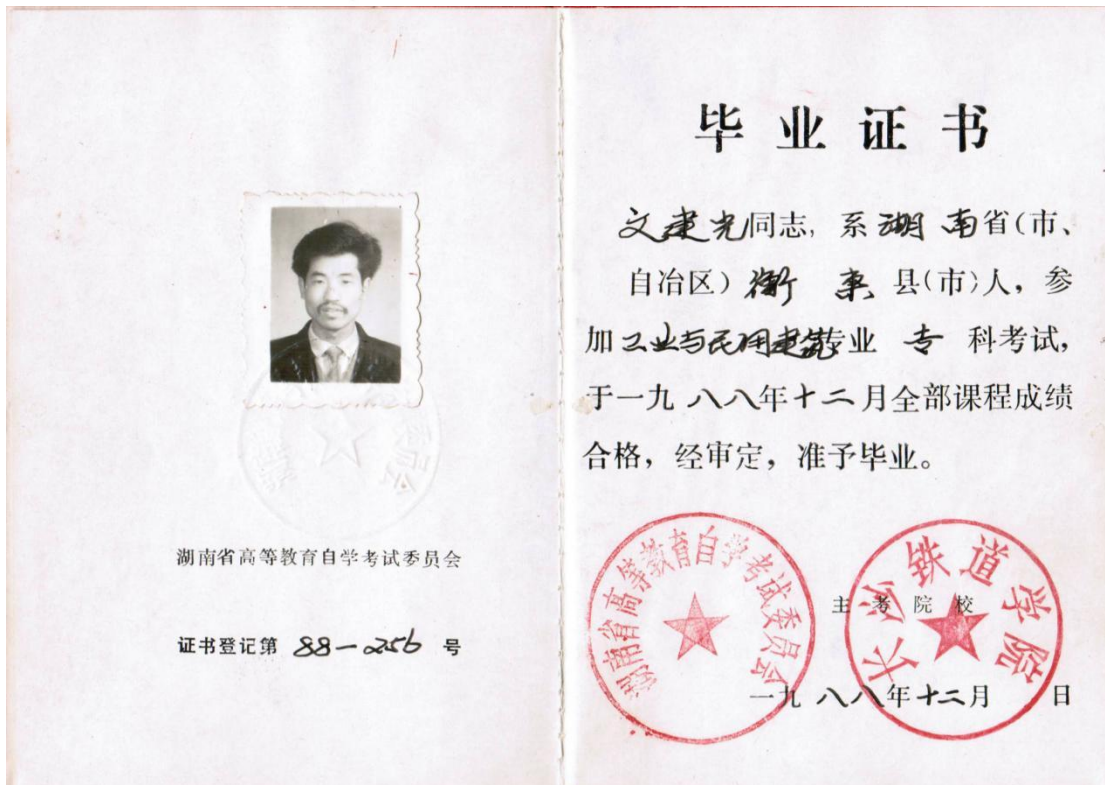 湖南省高等教育自学考试委员会
证书登记第 88—256 号
毕业证书
文建光同志，系湖南省(市、
自治区)衡东县(市)人，参
加工业与民用建筑专业 专 科考试，
于一九八八年十二月全部课程成绩
合格，经审定，准予毕业。
湖南省高等教育自学考试委员会
主考院校
长沙铁道学院
一九八八年十二月 日